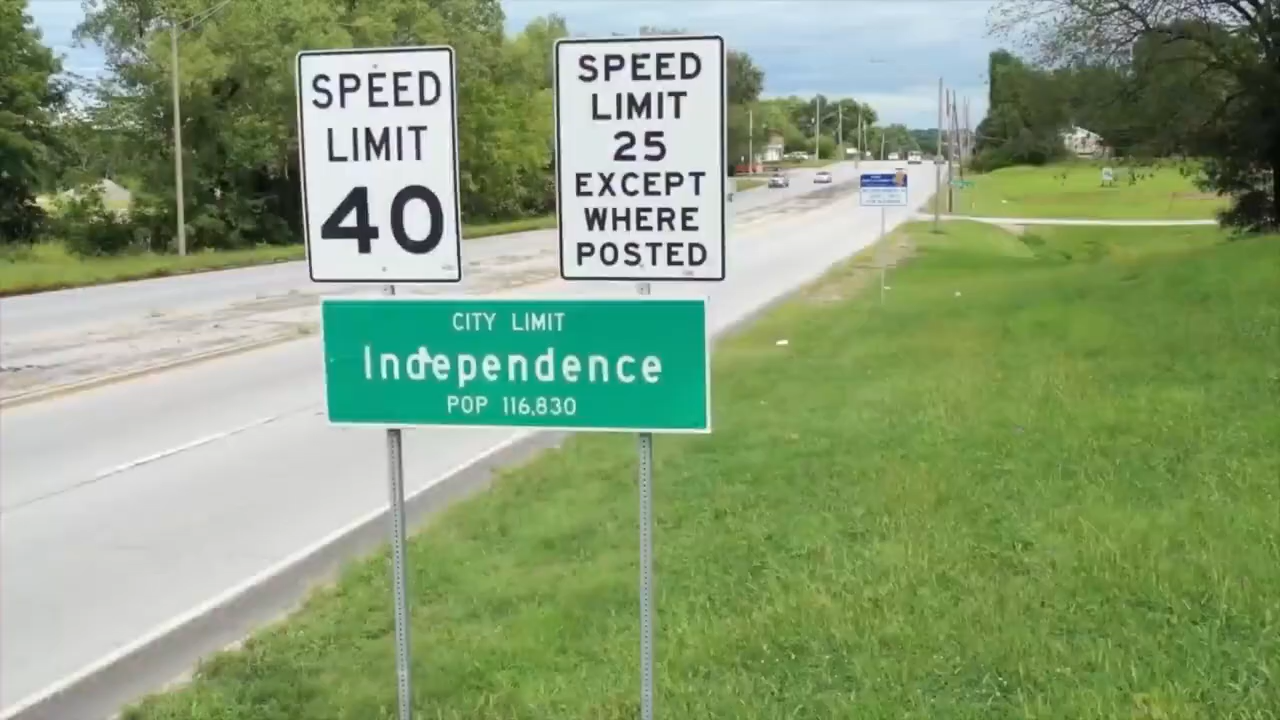 SPEED
LIMIT
40
SPEED
LIMIT
25
EXCEPT
WHERE
POSTED
CITY LIMIT
Independence
POP 116,830